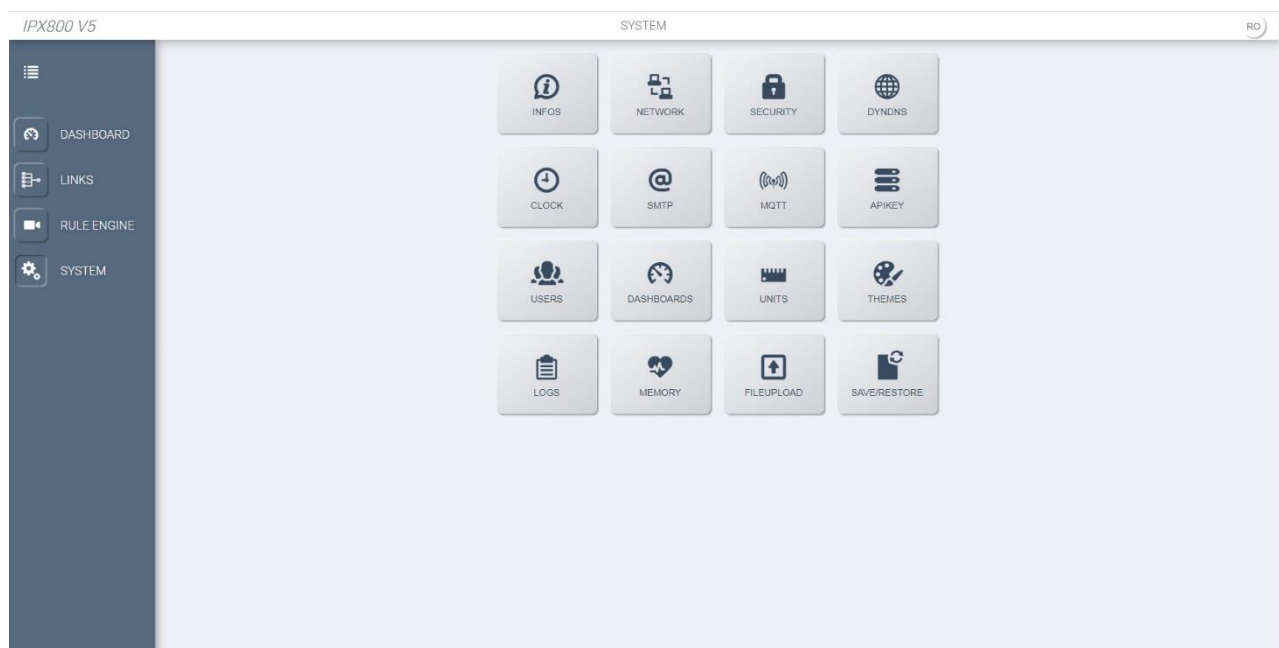 IPX800 V5
SYSTEM
RO
DASHBOARD
LINKS
RULE ENGINE
SYSTEM
INFOS
NETWORK
SECURITY
DYNDNS
CLOCK
SMTP
MQTT
APIKEY
USERS
DASHBOARDS
UNITS
THEMES
LOGS
MEMORY
FILEUPLOAD
SAVE/RESTORE